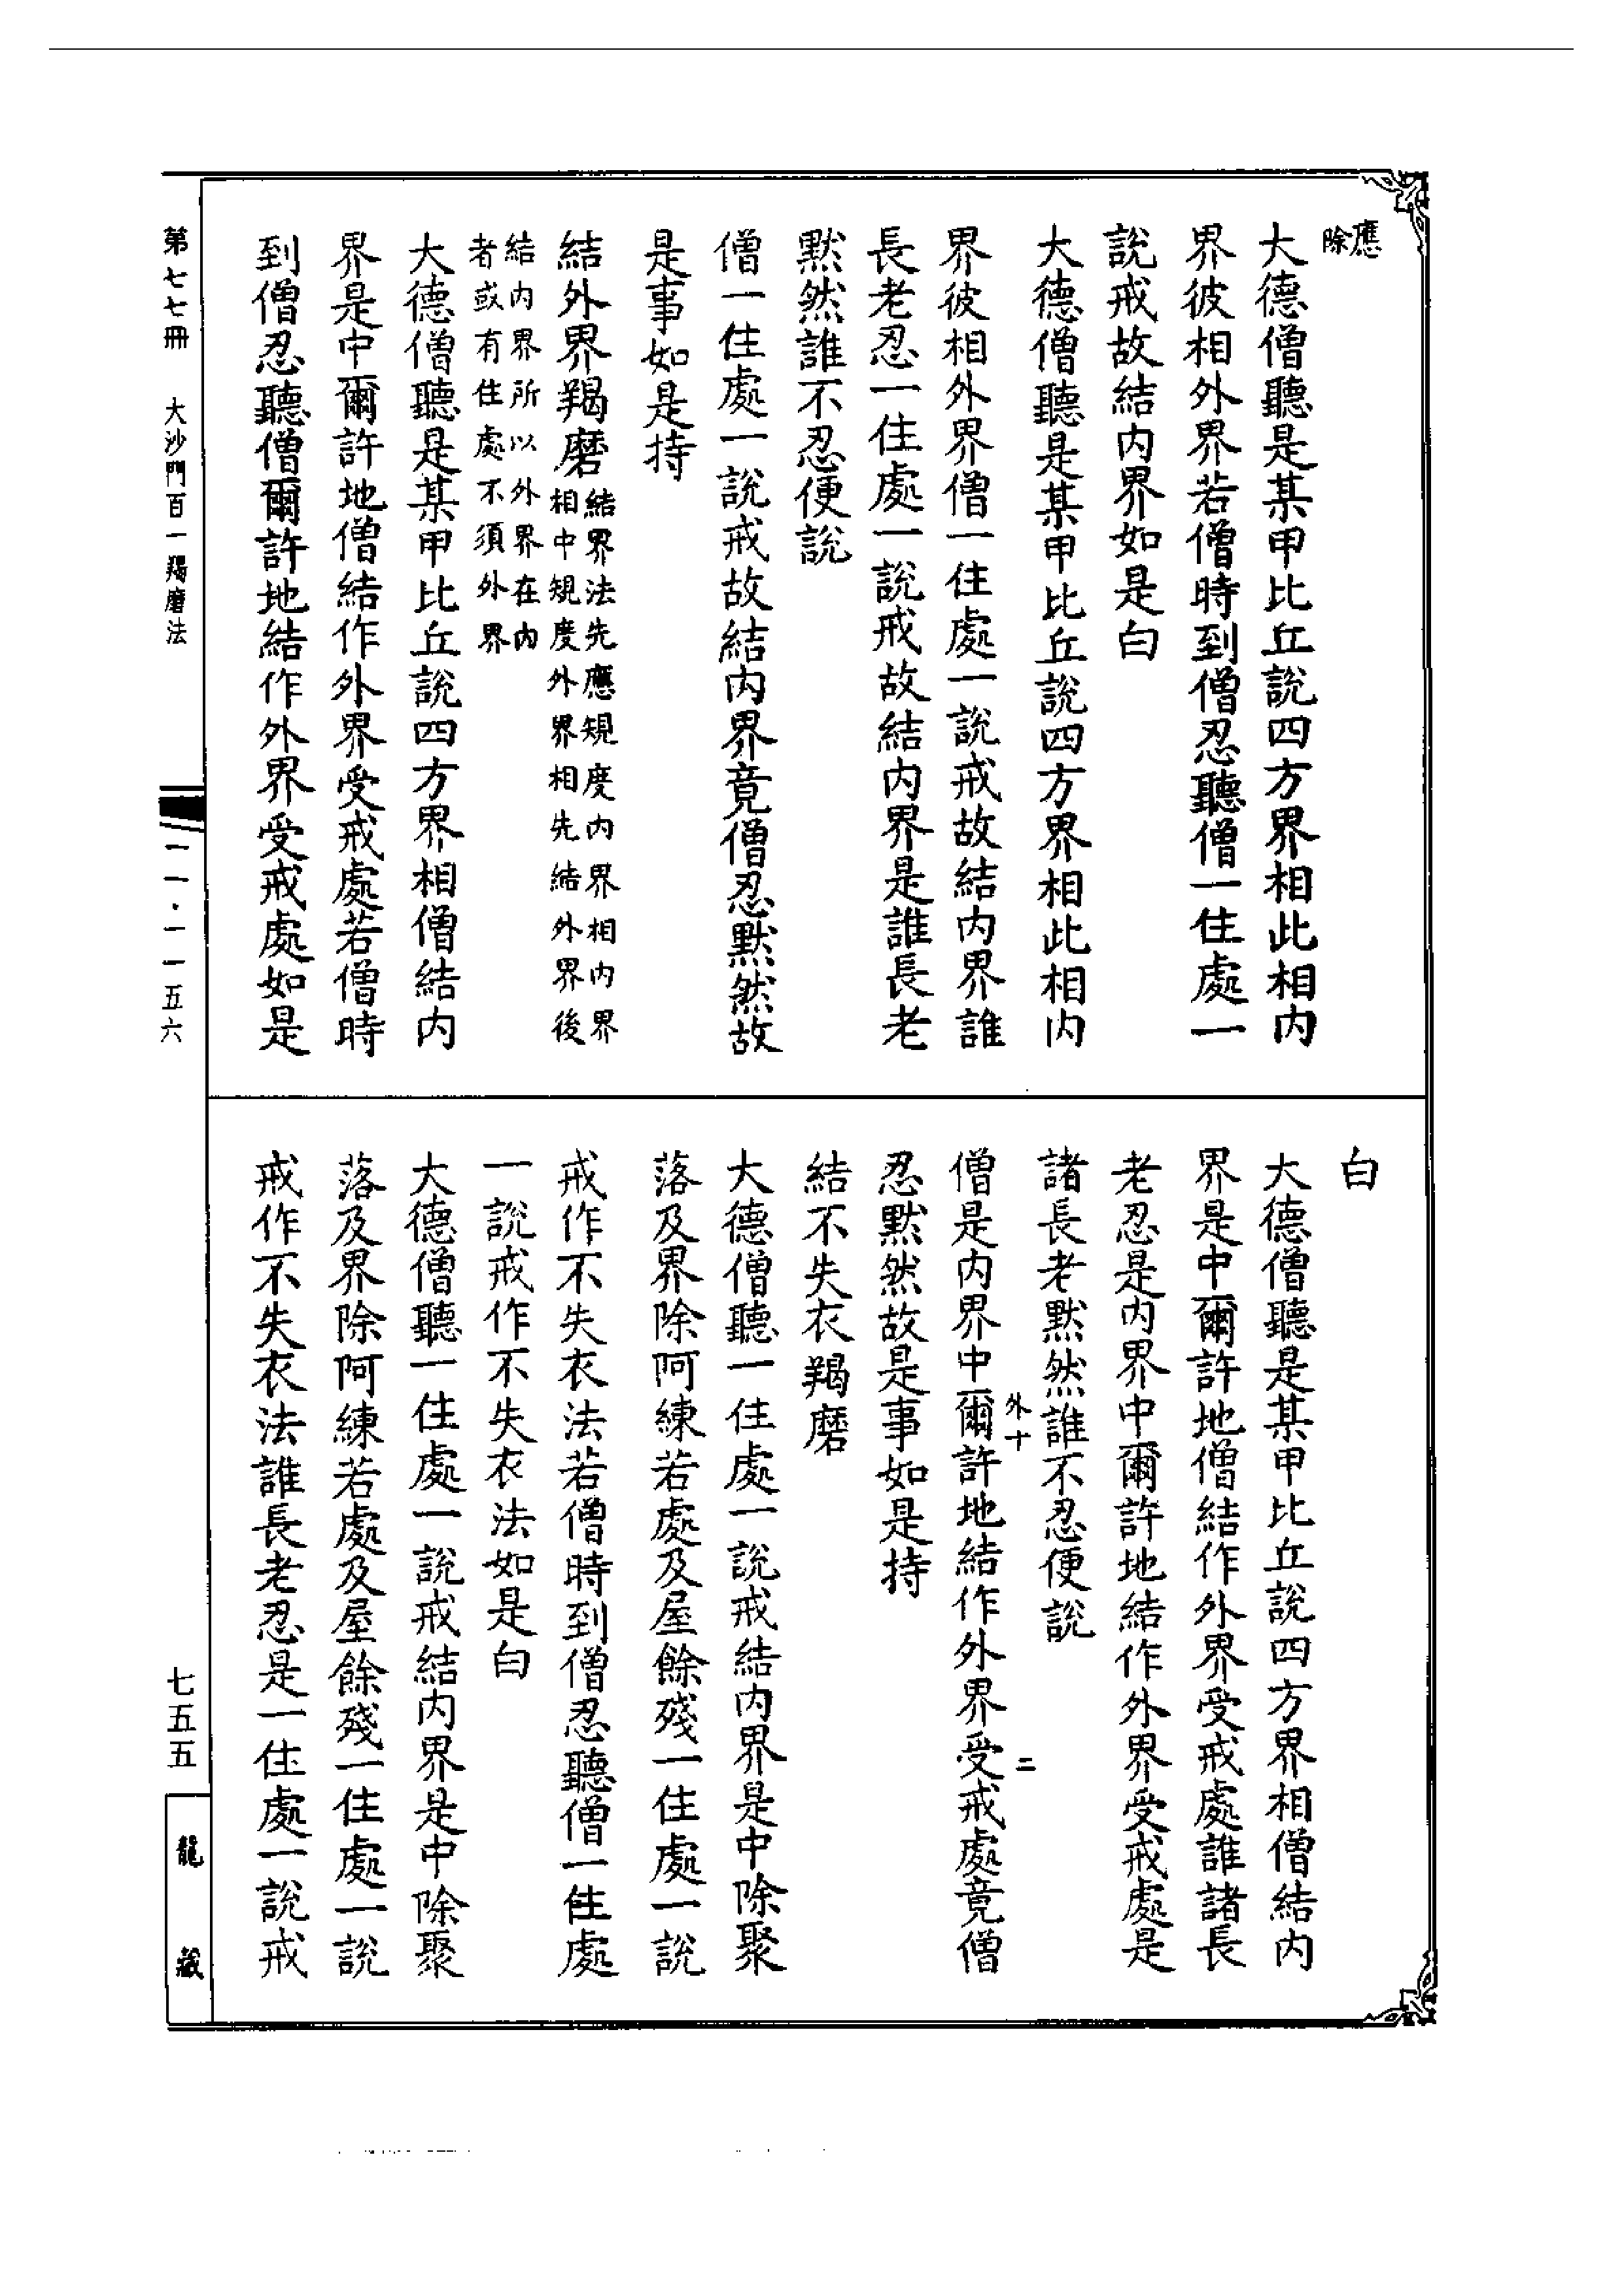 應
除
大德僧聽是某甲比丘說四方界相此相内
界彼相外界若僧時到僧忍聽僧一住處一
說戒故結内界如是白
大德僧聽是某甲比丘說四方界相此相内
界彼相外界僧一住處一說戒故結内界誰
長老忍一住處一說戒故結内界是誰長老
默然誰不忍便說
僧一住處一說戒故結内界竟僧忍默然故
是事如是持
結外界羯磨結界法先應規度内界相内界
相中規度外界相先結外界後
結内界所以外界在内
者或有住處不須外界
大德僧聽是某甲比丘說四方界相僧結内
界是中爾許地僧結作外界受戒處若僧時
到僧忍聽僧爾許地結作外界受戒處如是
白
大德僧聽是某甲比丘說四方界相僧結内
界是中爾許地僧結作外界受戒處誰諸長
老忍是内界中爾許地結作外界受戒處是
諸長老默然誰不忍便說
外十 二
僧是内界中爾許地結作外界受戒處竟僧
忍默然故是事如是持
結不失衣羯磨
大德僧聽一住處一說戒結内界是中除聚
落及界除阿練若處及屋餘殘一住處一說
戒作不失衣法若僧時到僧忍聽僧一住處
一說戒作不失衣法如是白
大德僧聽一住處一說戒結内界是中除聚
落及界除阿練若處及屋餘殘一住處一說
戒作不失衣法誰長老忍是一住處一說戒
第七七冊 大沙門百一羯磨法
一一·一一五六
七五五
龍藏